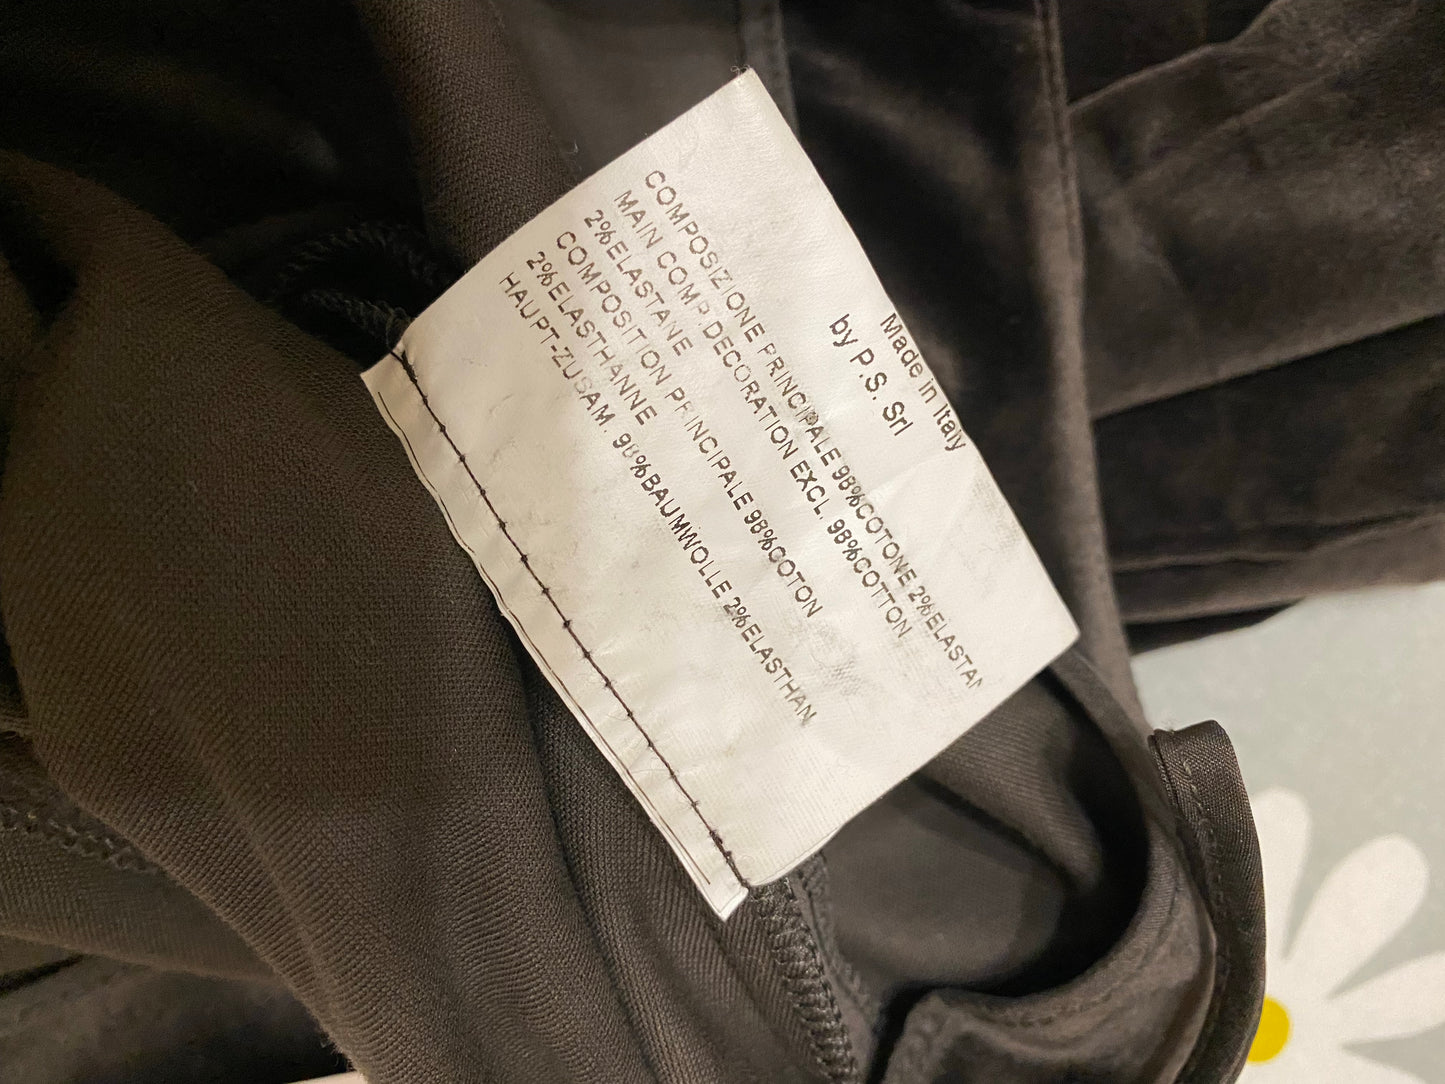 Made in Italy
by P.S. Srl
COMPOSIZIONE PRINCIPALE 98%COTONE 2%ELASTAN
MAIN COMP. DECORATION EXCL. 98%COTTON
2%ELASTANE
COMPOSITION PRINCIPALE 98%COTON
2%ELASTHANNE
HAUPT-ZUSAM. 98%BAUMWOLLE 2%ELASTHAN